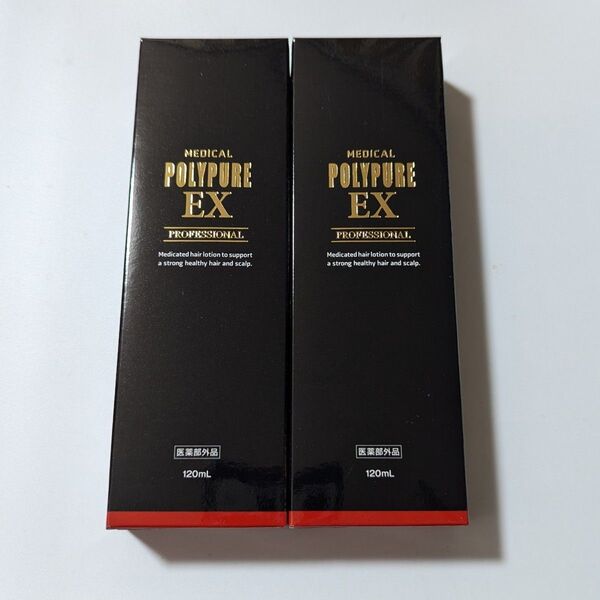 MEDICAL
POLYPURE
EX
PROFESSIONAL
Medicated hair lotion to support
a strong healthy hair and scalp.
医薬部外品
120mL
MEDICAL
POLYPURE
EX
PROFESSIONAL
Medicated hair lotion to support
a strong healthy hair and scalp.
医薬部外品
120mL